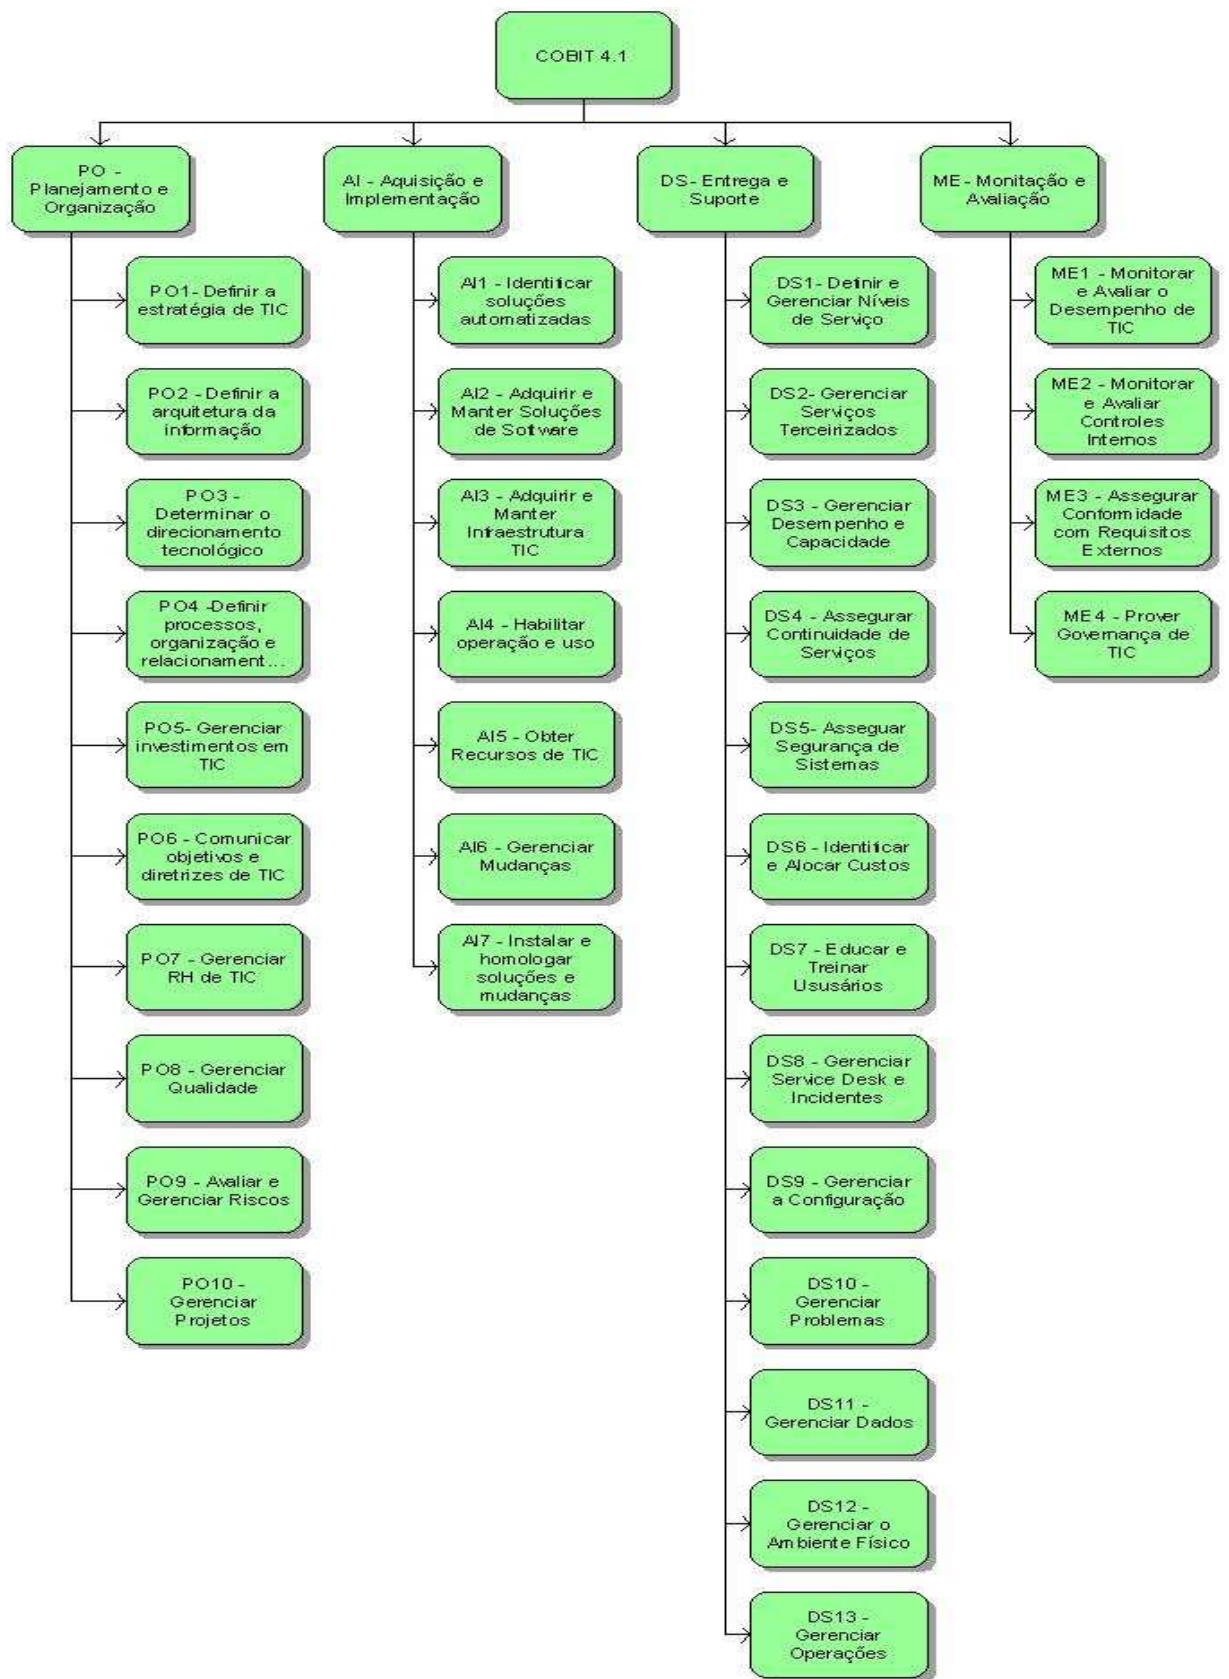 COBIT 4.1
PO -
Planejamento e
Organização
PO1- Definir a
estratégia de TIC
PO2 - Definir a
arquitetura da
informação
PO3 -
Determinar o
direcionamento
tecnológico
PO4 -Definir
processos,
organização e
relacionament...
PO5- Gerenciar
investimentos em
TIC
PO6 - Comunicar
objetivos e
diretrizes de TIC
PO7 - Gerenciar
RH de TIC
PO8 - Gerenciar
Qualidade
PO9 - Avaliar e
Gerenciar Riscos
PO10 -
Gerenciar
Projetos
AI - Aquisição e
Implementação
AI1 - Identificar
soluções
automatizadas
AI2 - Adquirir e
Manter Soluções
de Software
AI3 - Adquirir e
Manter
Infraestrutura
TIC
AI4 - Habilitar
operação e uso
AI5 - Obter
Recursos de TIC
AI6 - Gerenciar
Mudanças
AI7 - Instalar e
homologar
soluções e
mudanças
DS- Entrega e
Suporte
DS1- Definir e
Gerenciar Níveis
de Serviço
DS2- Gerenciar
Serviços
Terceirizados
DS3 - Gerenciar
Desempenho e
Capacidade
DS4 - Assegurar
Continuidade de
Serviços
DS5- Asseguar
Segurança de
Sistemas
DS6 - Identificar
e Alocar Custos
DS7 - Educar e
Treinar
Ususários
DS8 - Gerenciar
Service Desk e
Incidentes
DS9 - Gerenciar
a Configuração
DS10 -
Gerenciar
Problemas
DS11 -
Gerenciar Dados
DS12 -
Gerenciar o
Ambiente Físico
DS13 -
Gerenciar
Operações
ME- Monitação e
Avaliação
ME1 - Monitorar
e Avaliar o
Desempenho de
TIC
ME2 - Monitorar
e Avaliar
Controles
Internos
ME3 - Assegurar
Conformidade
com Requisitos
Externos
ME4 - Prover
Governança de
TIC